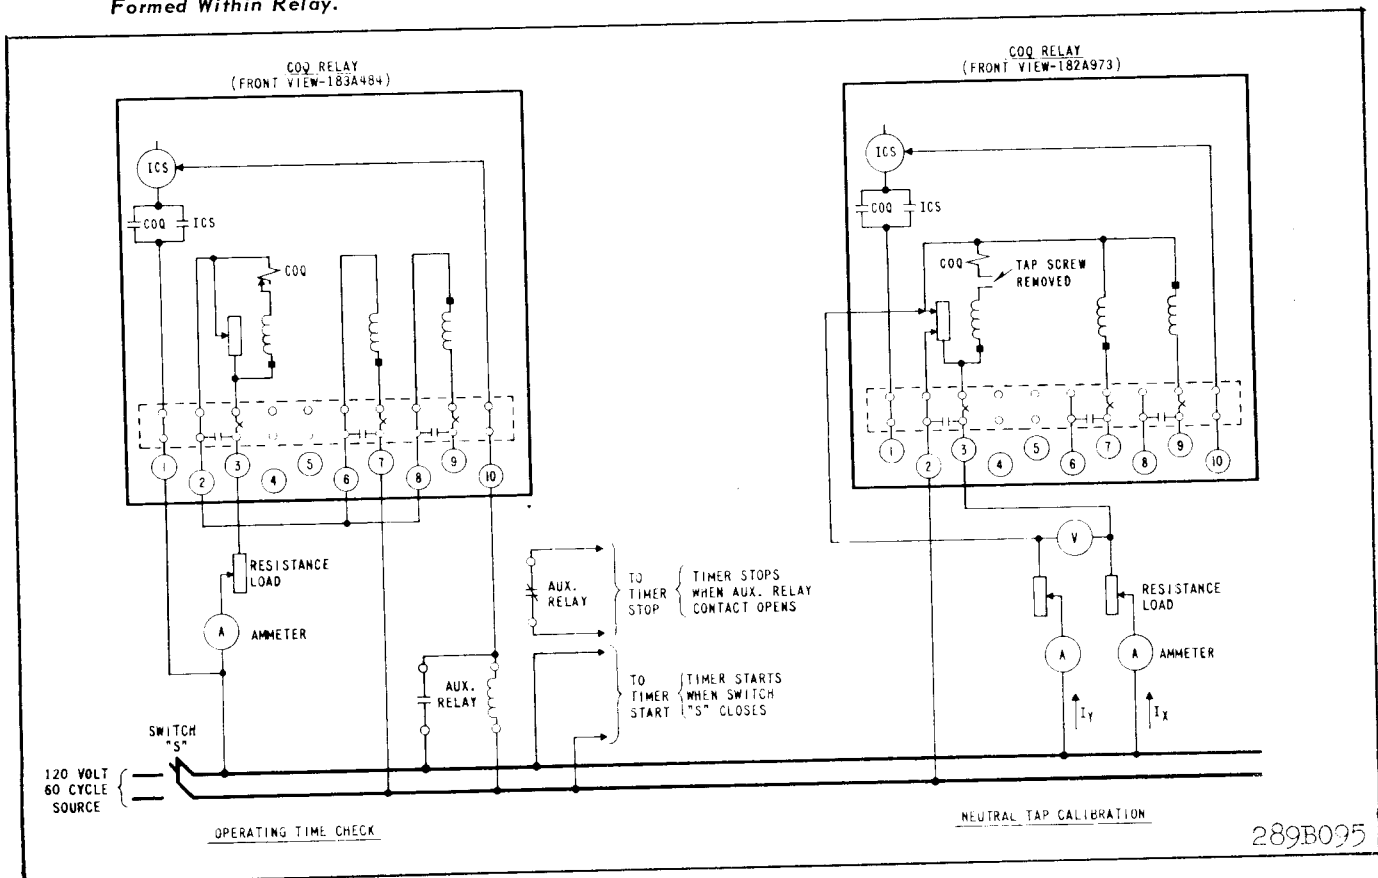 Formed Within Relay.
COQ RELAY
(FRONT VIEW-183A484)
ICS
COQ
ICS
COQ
1
2
3
4
5
6
7
8
9
10
RESISTANCE
LOAD
A
AMMETER
AUX.
RELAY
AUX.
RELAY
TO
TIMER
STOP
TIMER STOPS
WHEN AUX. RELAY
CONTACT OPENS
TO
TIMER
START
TIMER STARTS
WHEN SWITCH
"S" CLOSES
SWITCH
"S"
120 VOLT
60 CYCLE
SOURCE
OPERATING TIME CHECK
COQ RELAY
(FRONT VIEW-182A973)
ICS
COQ
ICS
COQ
TAP SCREW
REMOVED
1
2
3
4
5
6
7
8
9
10
V
RESISTANCE
LOAD
A
A
AMMETER
IY
IX
NEUTRAL TAP CALIBRATION
289B095